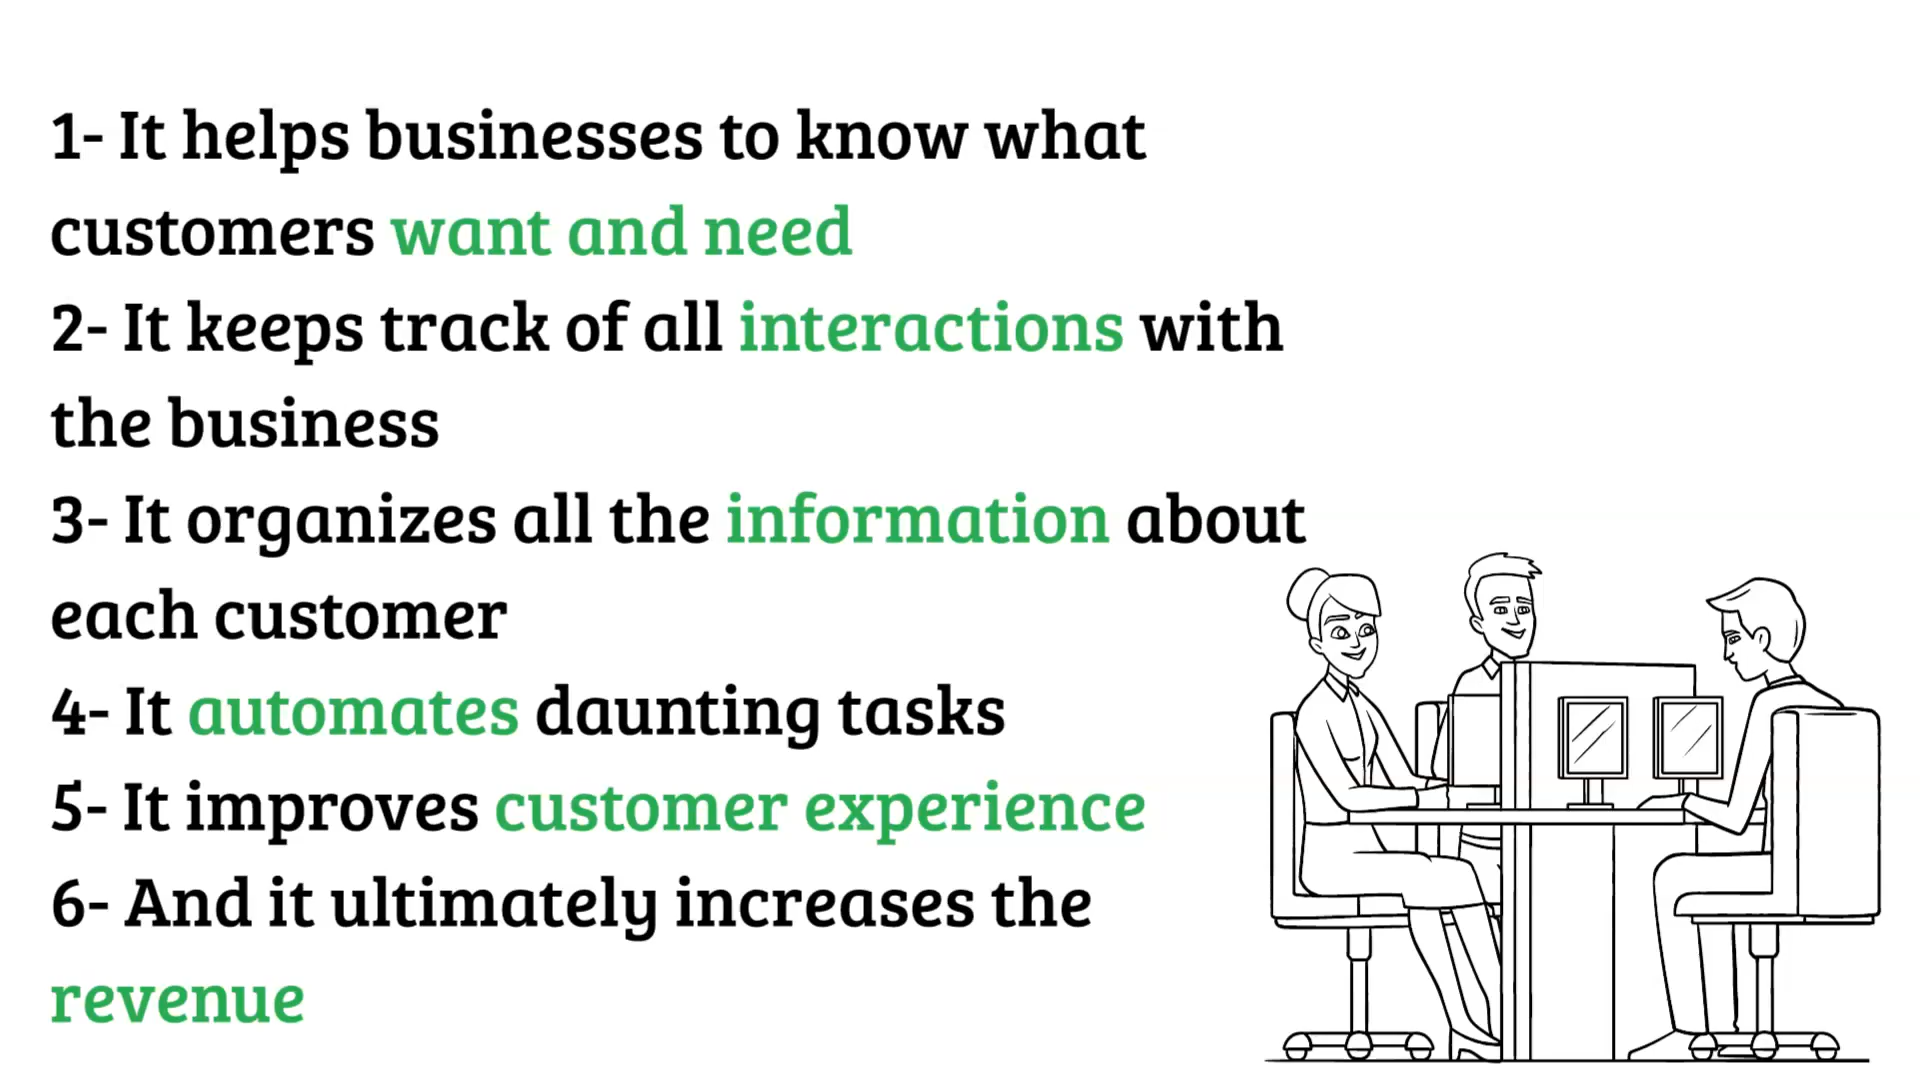 1- It helps businesses to know what
customers want and need
2- It keeps track of all interactions with
the business
3- It organizes all the information about
each customer
4- It automates daunting tasks
5- It improves customer experience
6- And it ultimately increases the
revenue